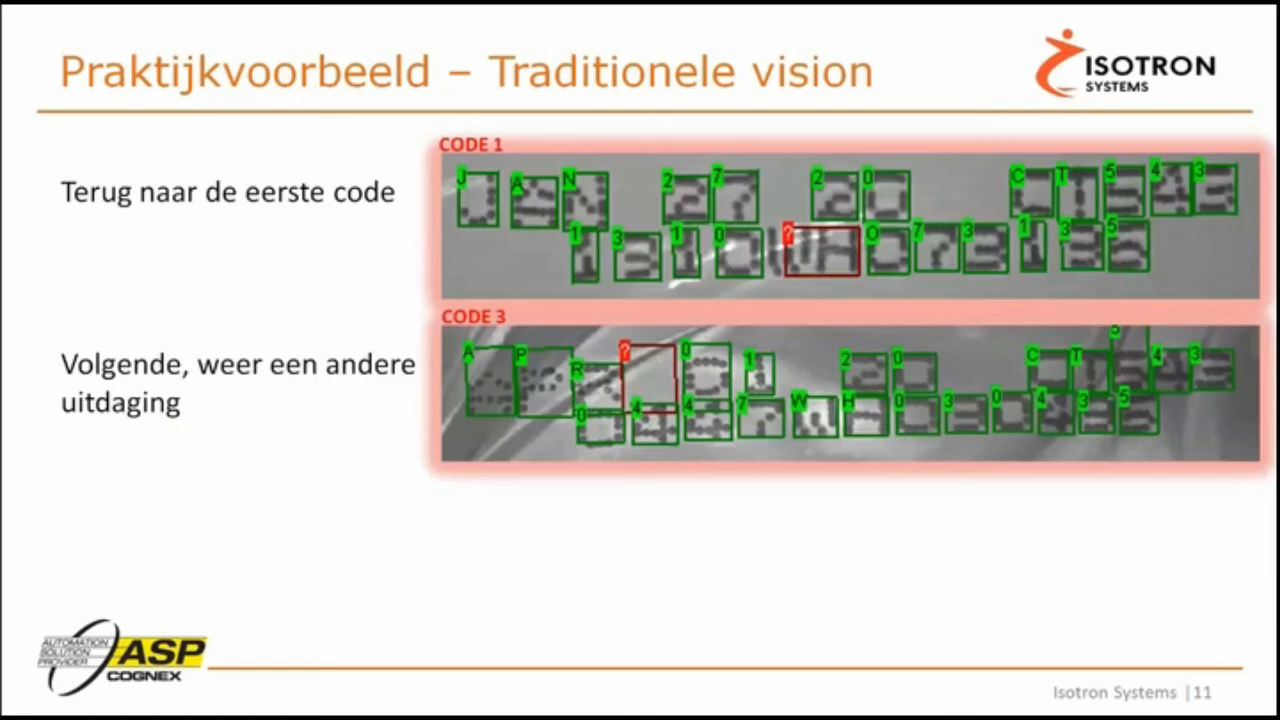 Praktijkvoorbeeld – Traditionele vision
ISOTRON
SYSTEMS
CODE 1
Terug naar de eerste code
J A N 2 7 2 0 C T 5 4 3
1 3 1 0 ? 0 7 3 1 3 5
CODE 3
Volgende, weer een andere
uitdaging
A P R ? 0 1 2 0 C T 5 4 3
0 4 4 7 W H 0 3 0 4 3 5
AUTOMATION
SOLUTION
PROVIDER
ASP
COGNEX
Isotron Systems | 11